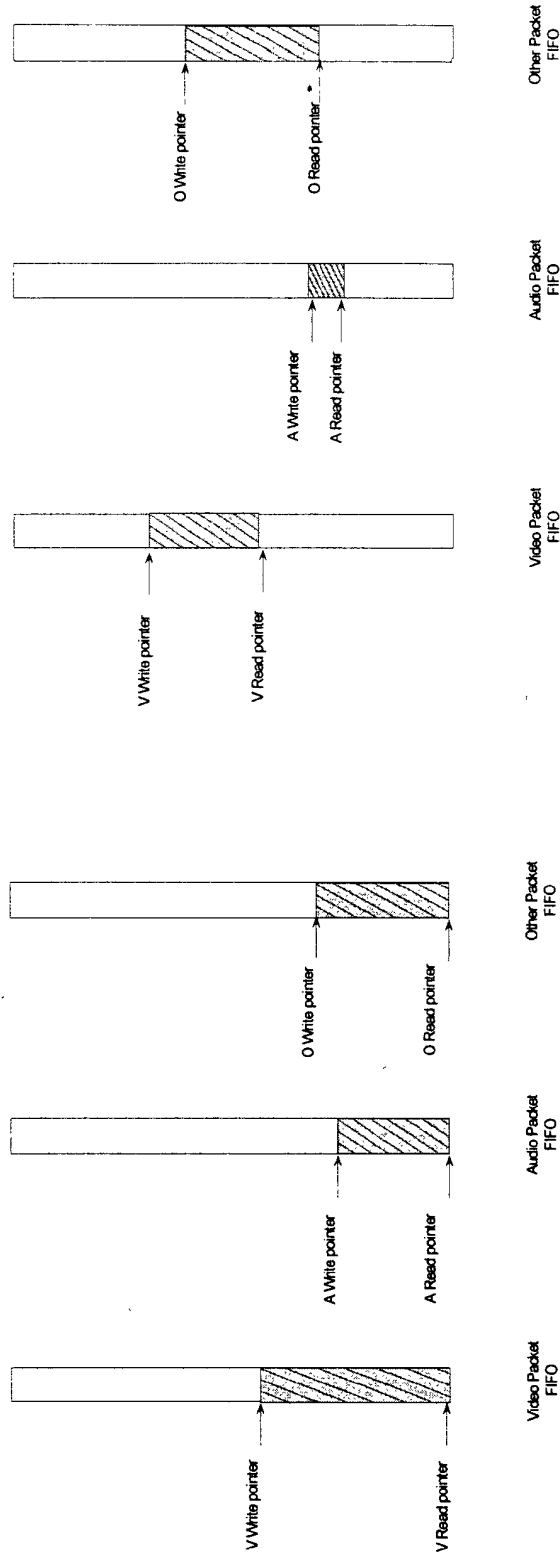 O Write pointer
O Read pointer
Other Packet
FIFO
A Write pointer
A Read pointer
Audio Packet
FIFO
V Write pointer
V Read pointer
Video Packet
FIFO
O Write pointer
O Read pointer
Other Packet
FIFO
A Write pointer
A Read pointer
Audio Packet
FIFO
V Write pointer
V Read pointer
Video Packet
FIFO